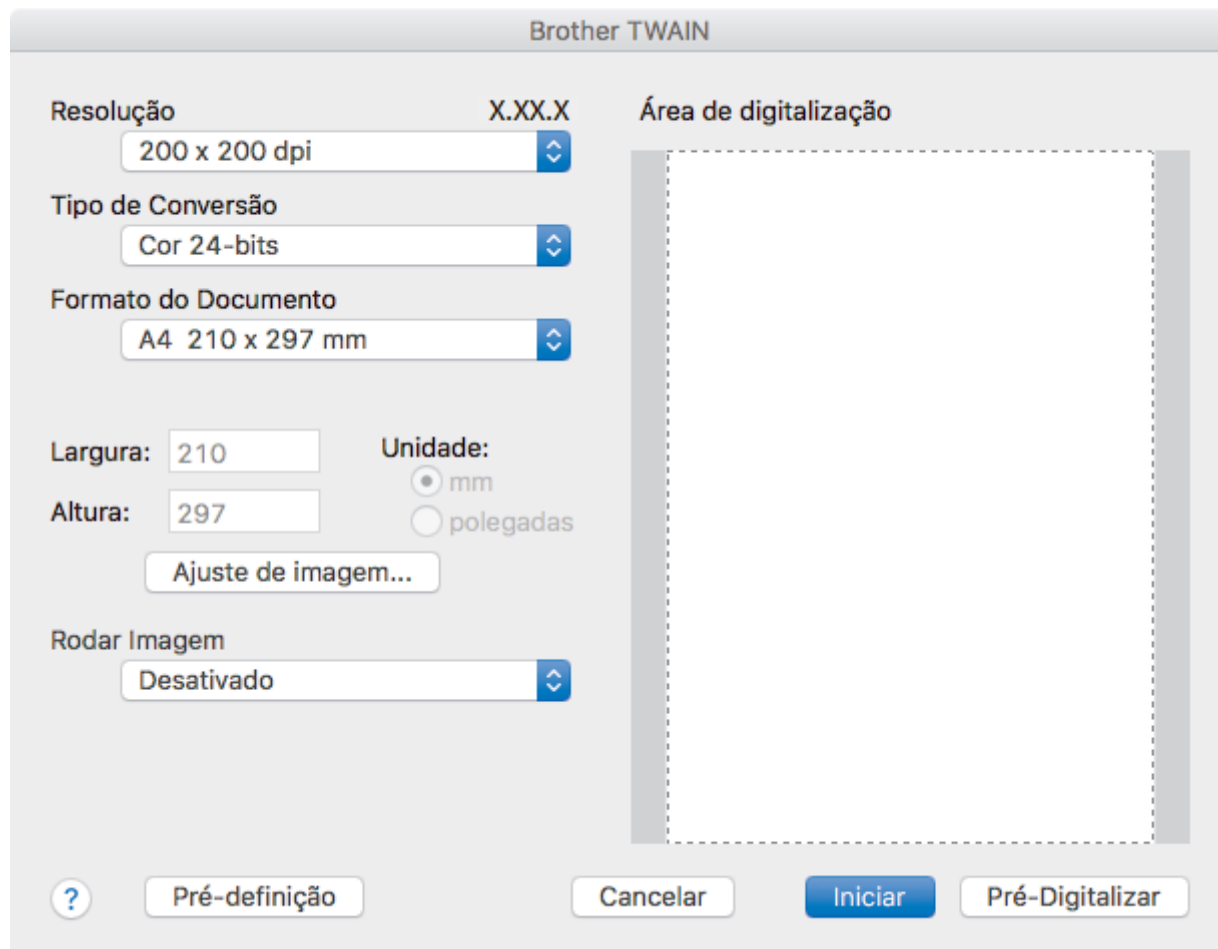 Brother TWAIN
Resolução X.XX.X
200 x 200 dpi
Tipo de Conversão
Cor 24-bits
Formato do Documento
A4 210 x 297 mm
Largura: 210
Altura: 297
Unidade:
mm
polegadas
Ajuste de imagem...
Rodar Imagem
Desativado
Área de digitalização
? Pré-definição Cancelar Iniciar Pré-Digitalizar